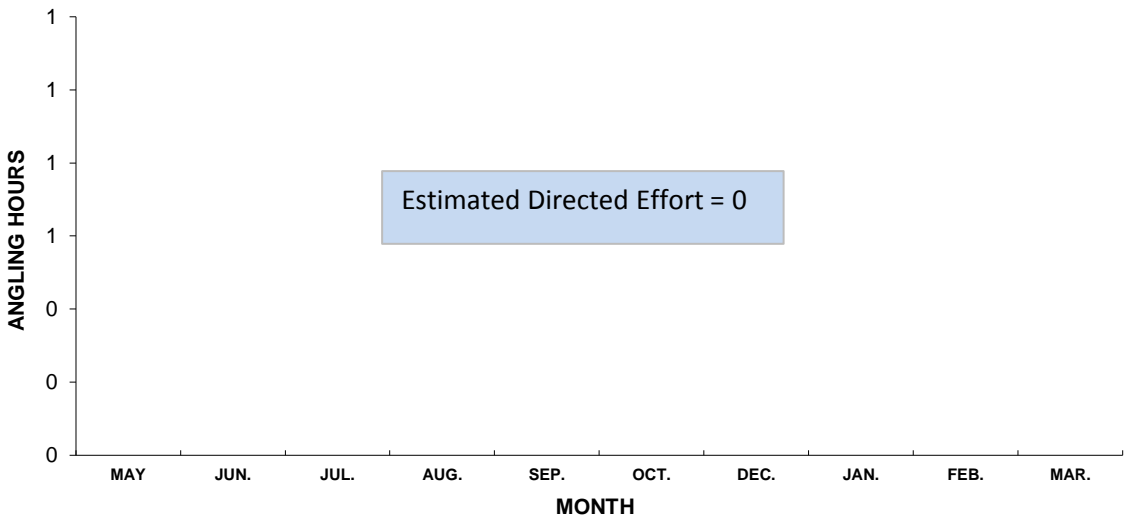 1
1
1
1
0
0
0
ANGLING HOURS
Estimated Directed Effort = 0
MAY JUN. JUL. AUG. SEP. OCT. DEC. JAN. FEB. MAR.
MONTH